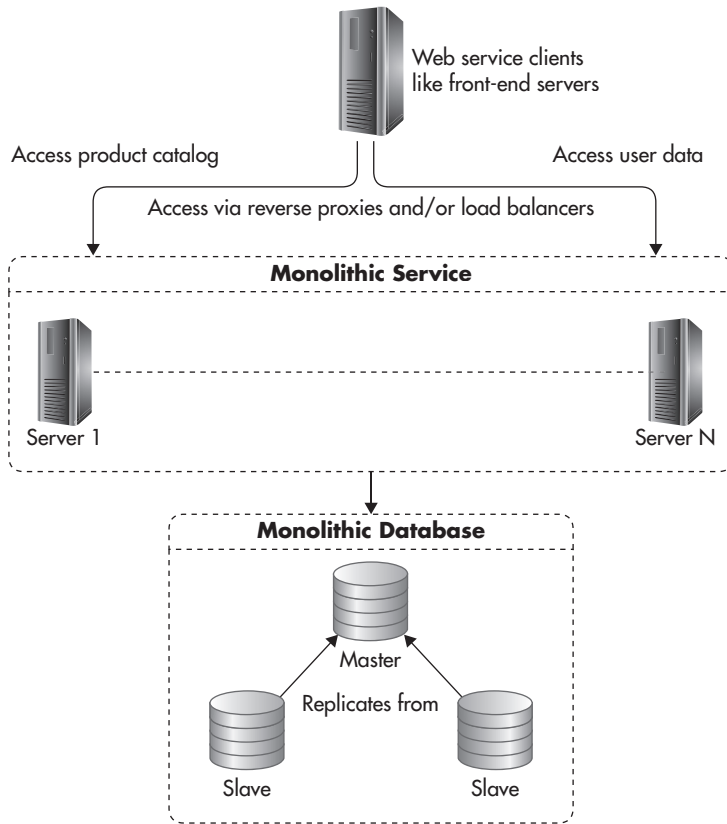 Web service clients
like front-end servers
Access product catalog
Access user data
Access via reverse proxies and/or load balancers
Monolithic Service
Server 1
Server N
Monolithic Database
Master
Replicates from
Slave
Slave